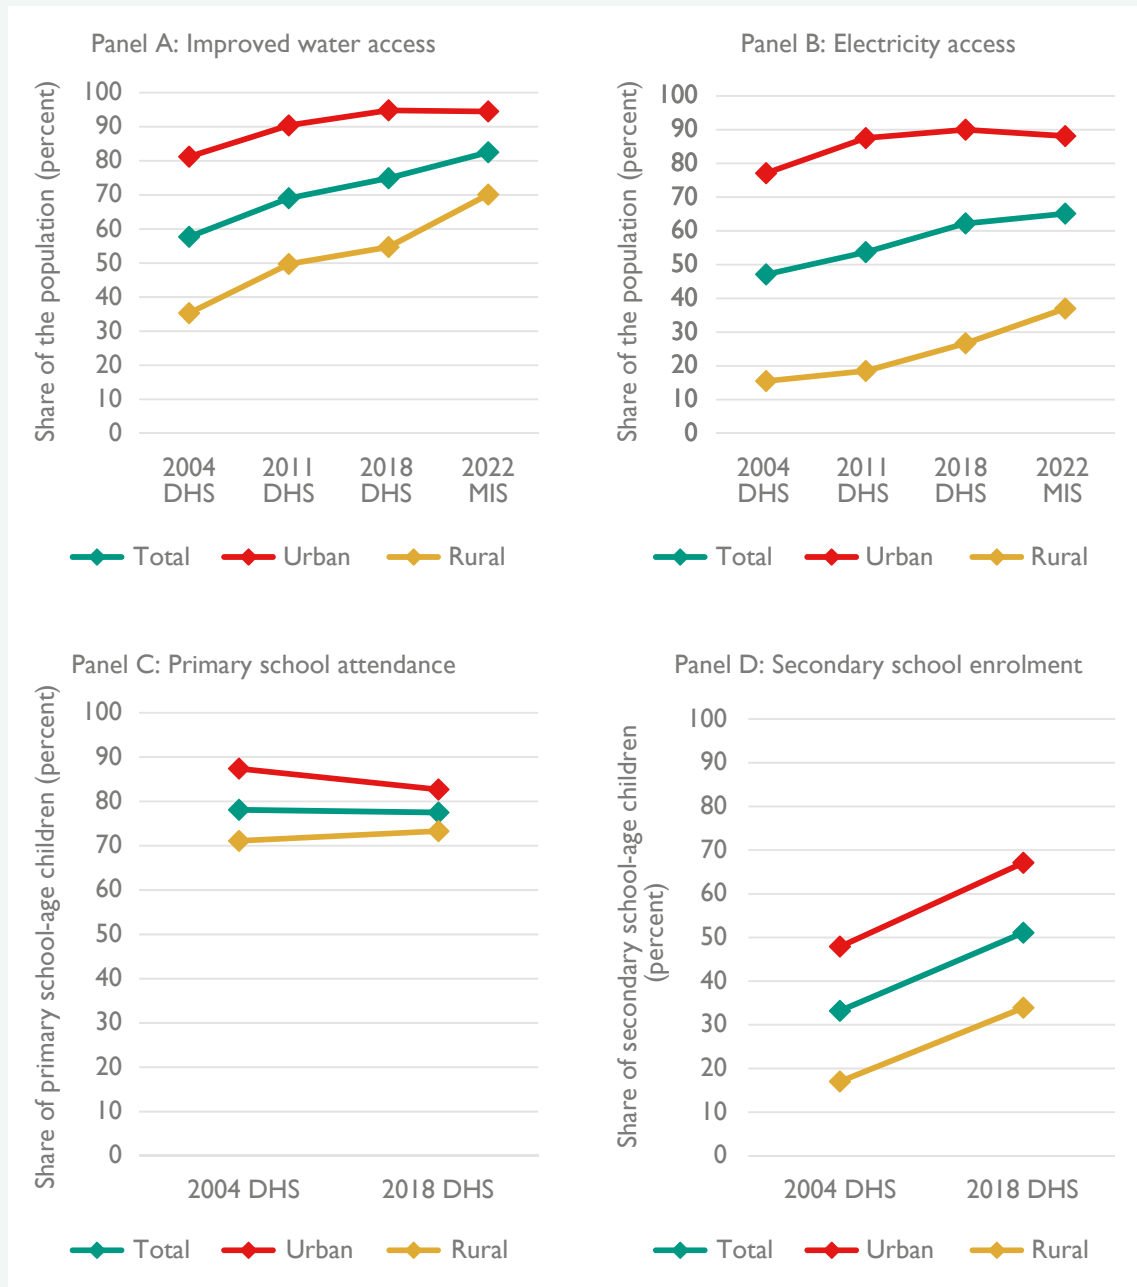 Panel A: Improved water access
Share of the population (percent)
100
90
80
70
60
50
40
30
20
10
0
2004 DHS
2011 DHS
2018 DHS
2022 MIS
Total
Urban
Rural
Panel B: Electricity access
Share of the population (percent)
100
90
80
70
60
50
40
30
20
10
0
2004 DHS
2011 DHS
2018 DHS
2022 MIS
Total
Urban
Rural
Panel C: Primary school attendance
Share of primary school-age children (percent)
100
90
80
70
60
50
40
30
20
10
0
2004 DHS
2018 DHS
Total
Urban
Rural
Panel D: Secondary school enrolment
Share of secondary school-age children
(percent)
100
90
80
70
60
50
40
30
20
10
0
2004 DHS
2018 DHS
Total
Urban
Rural